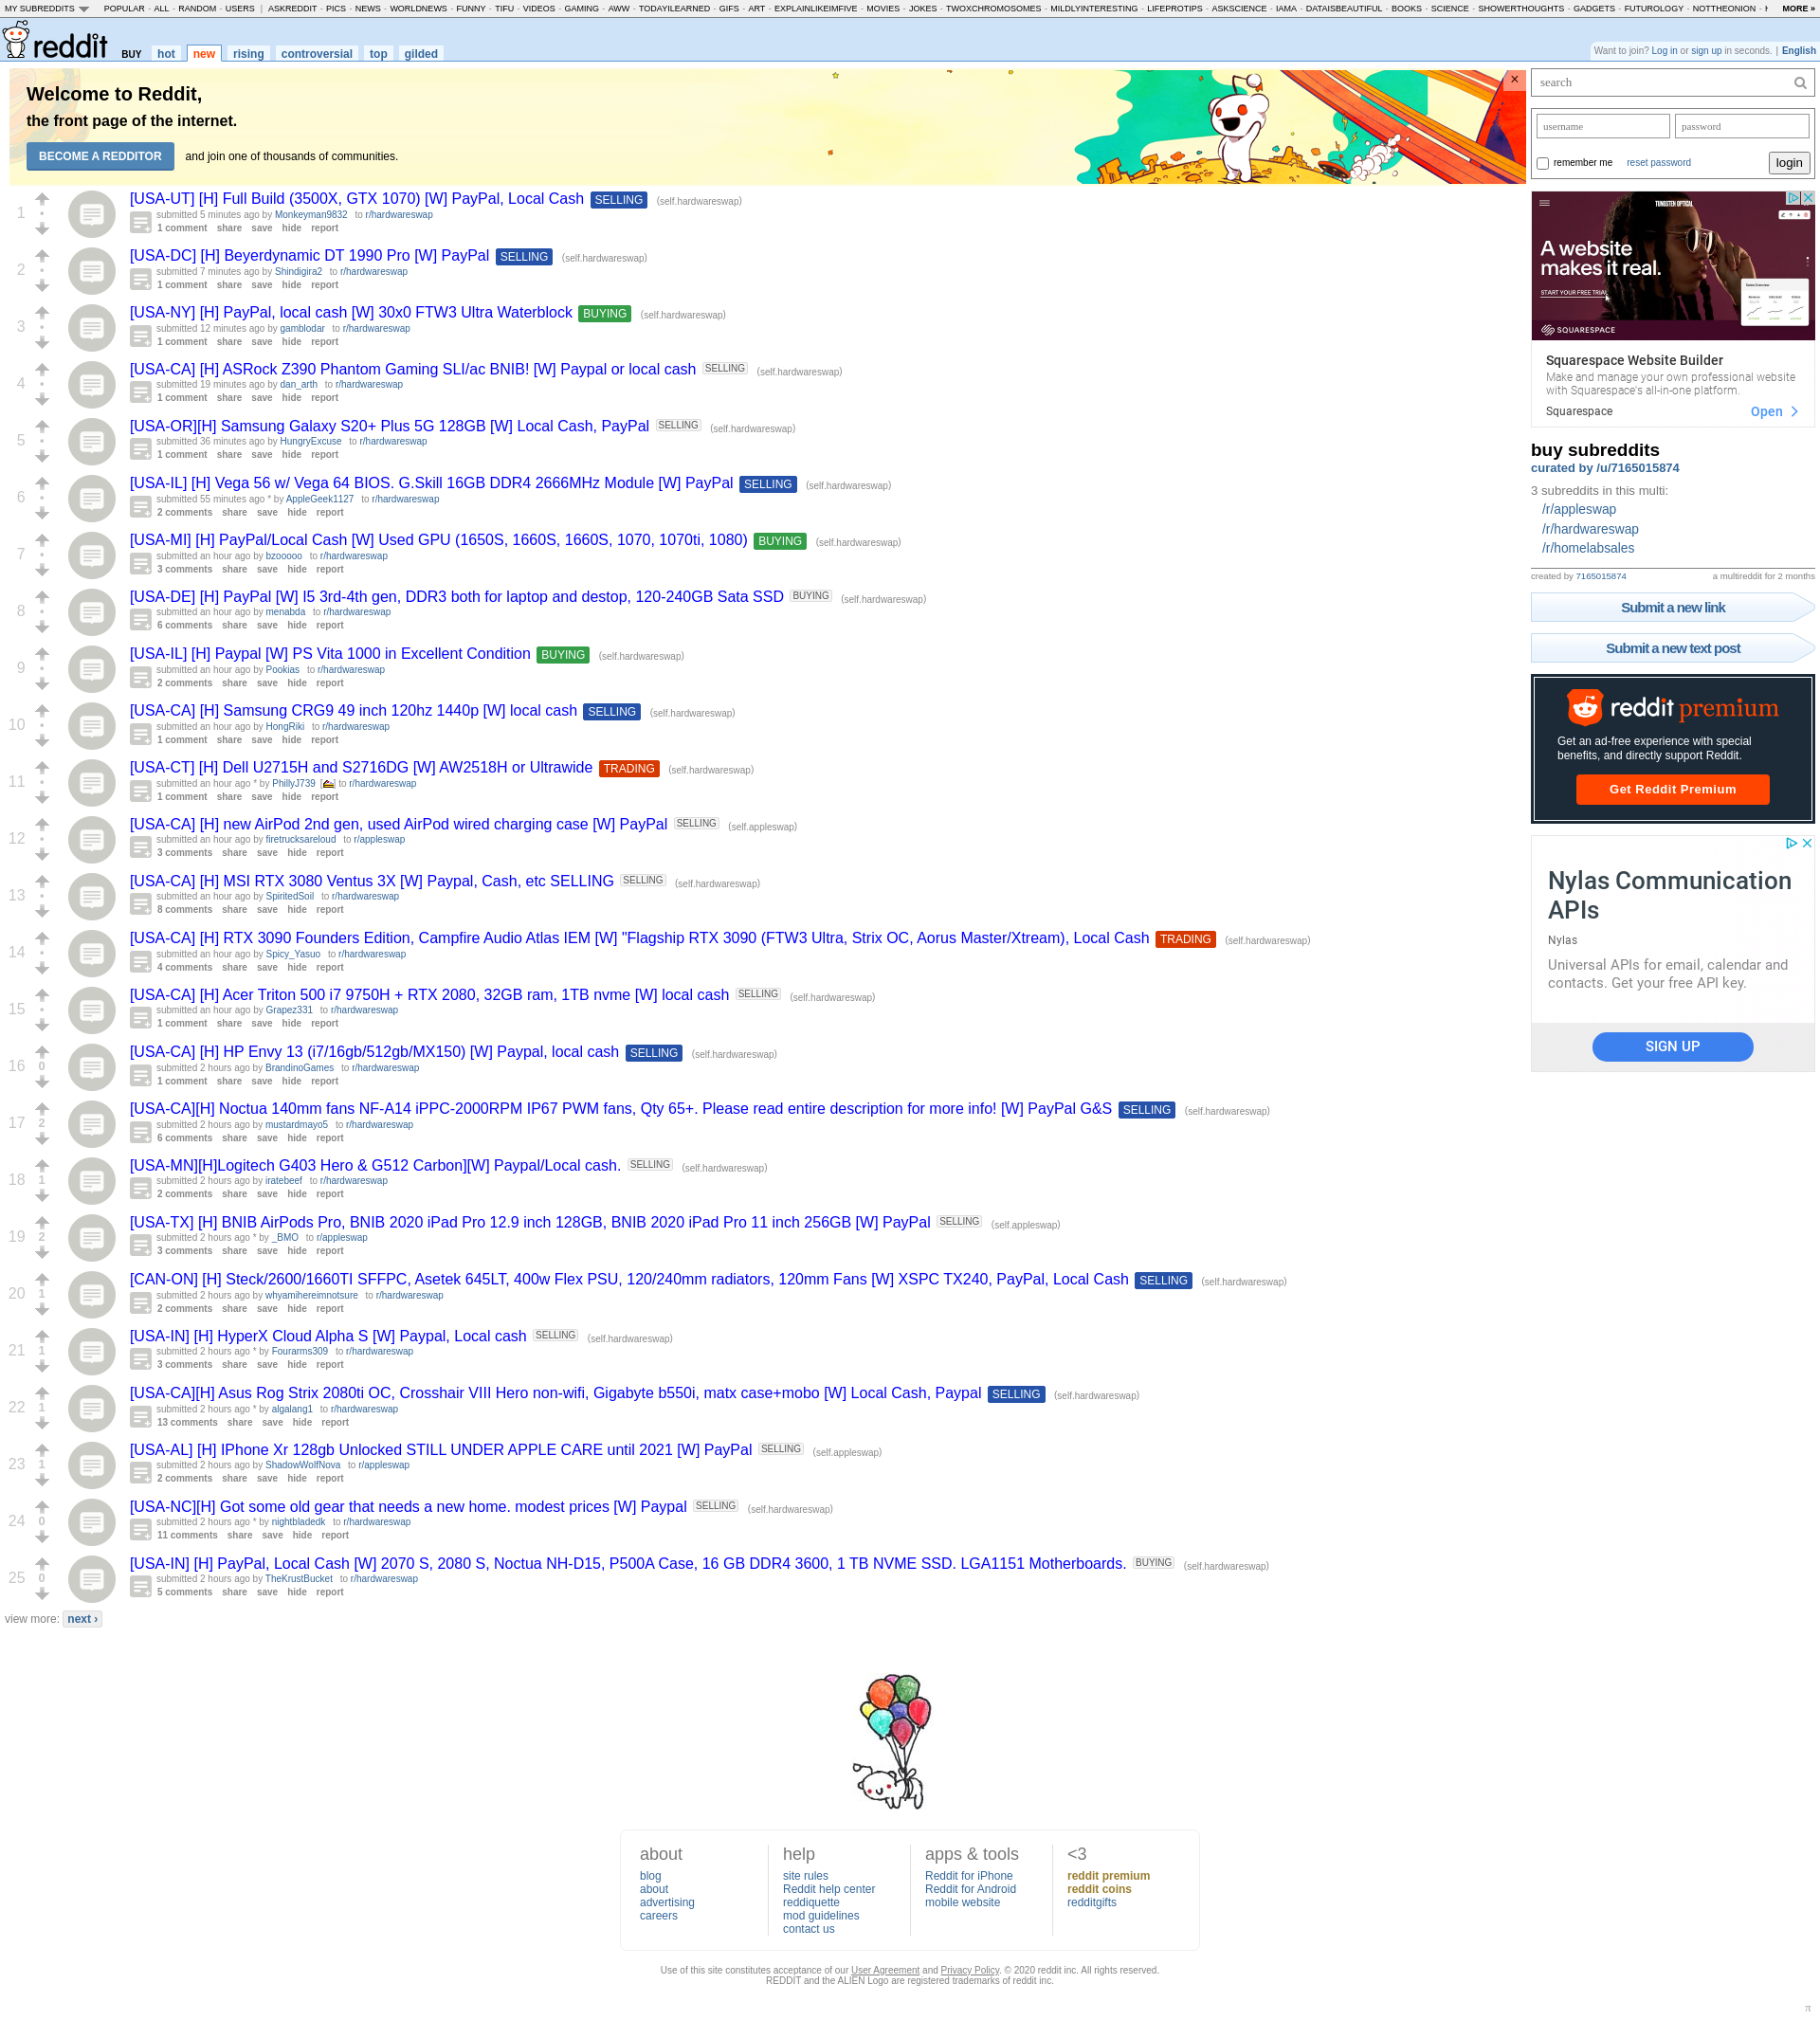 MY SUBREDDITS POPULAR - ALL - RANDOM - USERS | ASKREDDIT - PICS - NEWS - WORLDNEWS - FUNNY - TIFU - VIDEOS - GAMING - AWW - TODAYILEARNED - GIFS - ART - EXPLAINLIKEIMFIVE - MOVIES - JOKES - TWOXCHROMOSOMES - MILDLYINTERESTING - LIFEPROTIPS - ASKSCIENCE - IAMA - DATAISBEAUTIFUL - BOOKS - SCIENCE - SHOWERTHOUGHTS - GADGETS - FUTUROLOGY - NOTTHEONION - MORE »
reddit BUY hot new rising controversial top gilded
Want to join? Log in or sign up in seconds. | English
Welcome to Reddit,
the front page of the internet.
BECOME A REDDITOR and join one of thousands of communities.
×
1
[USA-UT] [H] Full Build (3500X, GTX 1070) [W] PayPal, Local Cash SELLING (self.hardwareswap)
submitted 5 minutes ago by Monkeyman9832 to r/hardwareswap
1 comment share save hide report
2
[USA-DC] [H] Beyerdynamic DT 1990 Pro [W] PayPal SELLING (self.hardwareswap)
submitted 7 minutes ago by Shindigira2 to r/hardwareswap
1 comment share save hide report
3
[USA-NY] [H] PayPal, local cash [W] 30x0 FTW3 Ultra Waterblock BUYING (self.hardwareswap)
submitted 12 minutes ago by gamblodar to r/hardwareswap
1 comment share save hide report
4
[USA-CA] [H] ASRock Z390 Phantom Gaming SLI/ac BNIB! [W] Paypal or local cash SELLING (self.hardwareswap)
submitted 19 minutes ago by dan_arth to r/hardwareswap
1 comment share save hide report
5
[USA-OR][H] Samsung Galaxy S20+ Plus 5G 128GB [W] Local Cash, PayPal SELLING (self.hardwareswap)
submitted 36 minutes ago by HungryExcuse to r/hardwareswap
1 comment share save hide report
6
[USA-IL] [H] Vega 56 w/ Vega 64 BIOS. G.Skill 16GB DDR4 2666MHz Module [W] PayPal SELLING (self.hardwareswap)
submitted 55 minutes ago * by AppleGeek1127 to r/hardwareswap
2 comments share save hide report
7
[USA-MI] [H] PayPal/Local Cash [W] Used GPU (1650S, 1660S, 1660S, 1070, 1070ti, 1080) BUYING (self.hardwareswap)
submitted an hour ago by bzooooo to r/hardwareswap
3 comments share save hide report
8
[USA-DE] [H] PayPal [W] I5 3rd-4th gen, DDR3 both for laptop and destop, 120-240GB Sata SSD BUYING (self.hardwareswap)
submitted an hour ago by menabda to r/hardwareswap
6 comments share save hide report
9
[USA-IL] [H] Paypal [W] PS Vita 1000 in Excellent Condition BUYING (self.hardwareswap)
submitted an hour ago by Pookias to r/hardwareswap
2 comments share save hide report
10
[USA-CA] [H] Samsung CRG9 49 inch 120hz 1440p [W] local cash SELLING (self.hardwareswap)
submitted an hour ago by HongRiki to r/hardwareswap
1 comment share save hide report
11
[USA-CT] [H] Dell U2715H and S2716DG [W] AW2518H or Ultrawide TRADING (self.hardwareswap)
submitted an hour ago * by PhillyJ739 [] to r/hardwareswap
1 comment share save hide report
12
[USA-CA] [H] new AirPod 2nd gen, used AirPod wired charging case [W] PayPal SELLING (self.appleswap)
submitted an hour ago by firetrucksareloud to r/appleswap
3 comments share save hide report
13
[USA-CA] [H] MSI RTX 3080 Ventus 3X [W] Paypal, Cash, etc SELLING SELLING (self.hardwareswap)
submitted an hour ago by SpiritedSoil to r/hardwareswap
8 comments share save hide report
14
[USA-CA] [H] RTX 3090 Founders Edition, Campfire Audio Atlas IEM [W] "Flagship RTX 3090 (FTW3 Ultra, Strix OC, Aorus Master/Xtream), Local Cash TRADING (self.hardwareswap)
submitted an hour ago by Spicy_Yasuo to r/hardwareswap
4 comments share save hide report
15
[USA-CA] [H] Acer Triton 500 i7 9750H + RTX 2080, 32GB ram, 1TB nvme [W] local cash SELLING (self.hardwareswap)
submitted an hour ago by Grapez331 to r/hardwareswap
1 comment share save hide report
16 0
[USA-CA] [H] HP Envy 13 (i7/16gb/512gb/MX150) [W] Paypal, local cash SELLING (self.hardwareswap)
submitted 2 hours ago by BrandinoGames to r/hardwareswap
1 comment share save hide report
17 2
[USA-CA][H] Noctua 140mm fans NF-A14 iPPC-2000RPM IP67 PWM fans, Qty 65+. Please read entire description for more info! [W] PayPal G&S SELLING (self.hardwareswap)
submitted 2 hours ago by mustardmayo5 to r/hardwareswap
6 comments share save hide report
18 1
[USA-MN][H]Logitech G403 Hero & G512 Carbon][W] Paypal/Local cash. SELLING (self.hardwareswap)
submitted 2 hours ago by iratebeef to r/hardwareswap
2 comments share save hide report
19 2
[USA-TX] [H] BNIB AirPods Pro, BNIB 2020 iPad Pro 12.9 inch 128GB, BNIB 2020 iPad Pro 11 inch 256GB [W] PayPal SELLING (self.appleswap)
submitted 2 hours ago * by _BMO to r/appleswap
3 comments share save hide report
20 1
[CAN-ON] [H] Steck/2600/1660TI SFFPC, Asetek 645LT, 400w Flex PSU, 120/240mm radiators, 120mm Fans [W] XSPC TX240, PayPal, Local Cash SELLING (self.hardwareswap)
submitted 2 hours ago by whyamihereimnotsure to r/hardwareswap
2 comments share save hide report
21 1
[USA-IN] [H] HyperX Cloud Alpha S [W] Paypal, Local cash SELLING (self.hardwareswap)
submitted 2 hours ago * by Fourarms309 to r/hardwareswap
3 comments share save hide report
22 1
[USA-CA][H] Asus Rog Strix 2080ti OC, Crosshair VIII Hero non-wifi, Gigabyte b550i, matx case+mobo [W] Local Cash, Paypal SELLING (self.hardwareswap)
submitted 2 hours ago * by algalang1 to r/hardwareswap
13 comments share save hide report
23 1
[USA-AL] [H] IPhone Xr 128gb Unlocked STILL UNDER APPLE CARE until 2021 [W] PayPal SELLING (self.appleswap)
submitted 2 hours ago by ShadowWolfNova to r/appleswap
2 comments share save hide report
24 0
[USA-NC][H] Got some old gear that needs a new home. modest prices [W] Paypal SELLING (self.hardwareswap)
submitted 2 hours ago * by nightbladedk to r/hardwareswap
11 comments share save hide report
25 0
[USA-IN] [H] PayPal, Local Cash [W] 2070 S, 2080 S, Noctua NH-D15, P500A Case, 16 GB DDR4 3600, 1 TB NVME SSD. LGA1151 Motherboards. BUYING (self.hardwareswap)
submitted 2 hours ago by TheKrustBucket to r/hardwareswap
5 comments share save hide report
view more: next ›
search
username password
remember me reset password login
TUNGSTEN OPTICAL
A website
makes it real.
START YOUR FREE TRIAL
SQUARESPACE
Squarespace Website Builder
Make and manage your own professional website
with Squarespace's all-in-one platform.
Squarespace Open
buy subreddits
curated by /u/7165015874
3 subreddits in this multi:
/r/appleswap
/r/hardwareswap
/r/homelabsales
created by 7165015874 a multireddit for 2 months
Submit a new link
Submit a new text post
reddit premium
Get an ad-free experience with special
benefits, and directly support Reddit.
Get Reddit Premium
Nylas Communication
APIs
Nylas
Universal APIs for email, calendar and
contacts. Get your free API key.
SIGN UP
about
blog
about
advertising
careers
help
site rules
Reddit help center
reddiquette
mod guidelines
contact us
apps & tools
Reddit for iPhone
Reddit for Android
mobile website
<3
reddit premium
reddit coins
redditgifts
Use of this site constitutes acceptance of our User Agreement and Privacy Policy. © 2020 reddit inc. All rights reserved.
REDDIT and the ALIEN Logo are registered trademarks of reddit inc.
π